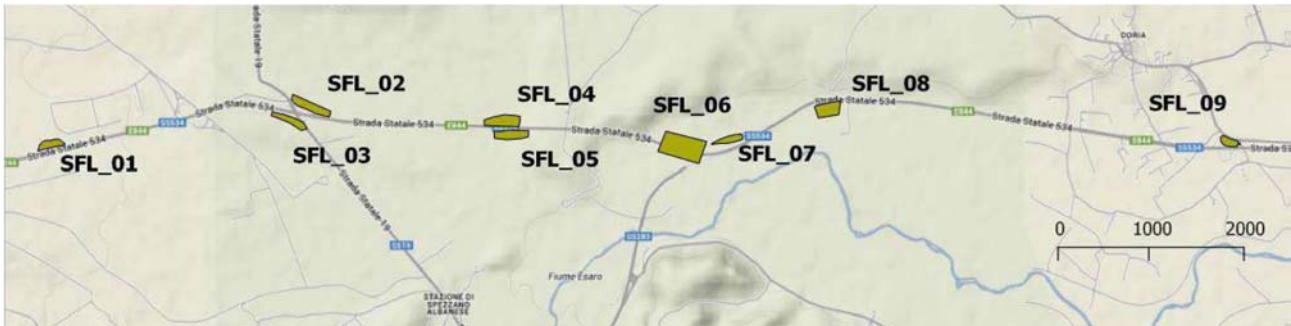 Strada Statale 19
DORIA
SFL_02
SFL_04
SFL_08
SFL_06
SFL_09
Strada Statale 534
Strada Statale 534
E844
SS534
E844
Strada Statale 534
Strada Statale 534
SS534
E844
E844
SS534
Strada Statale 534
SFL_01
SFL_03
SFL_05
SFL_07
Strada Statale 19
SS19
SS283
Fiume Esaro
STAZIONE DI
SPEZZANO
ALBANESE
0 1000 2000